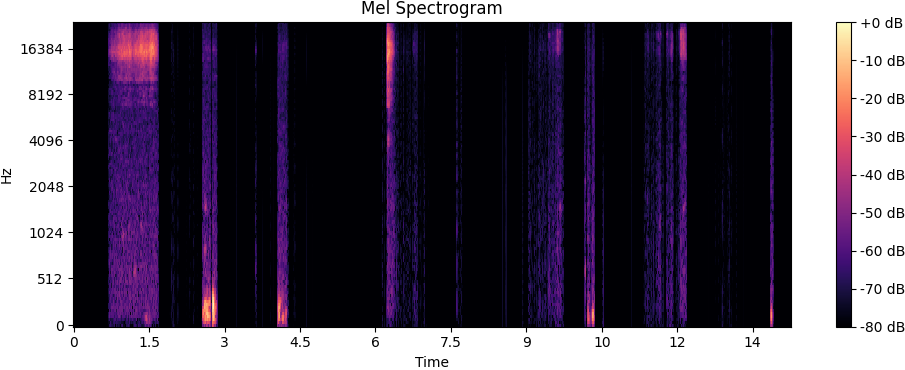 Mel Spectrogram
16384
8192
4096
2048
1024
512
0
Hz
0 1.5 3 4.5 6 7.5 9 10 12 14
Time
+0 dB
-10 dB
-20 dB
-30 dB
-40 dB
-50 dB
-60 dB
-70 dB
-80 dB